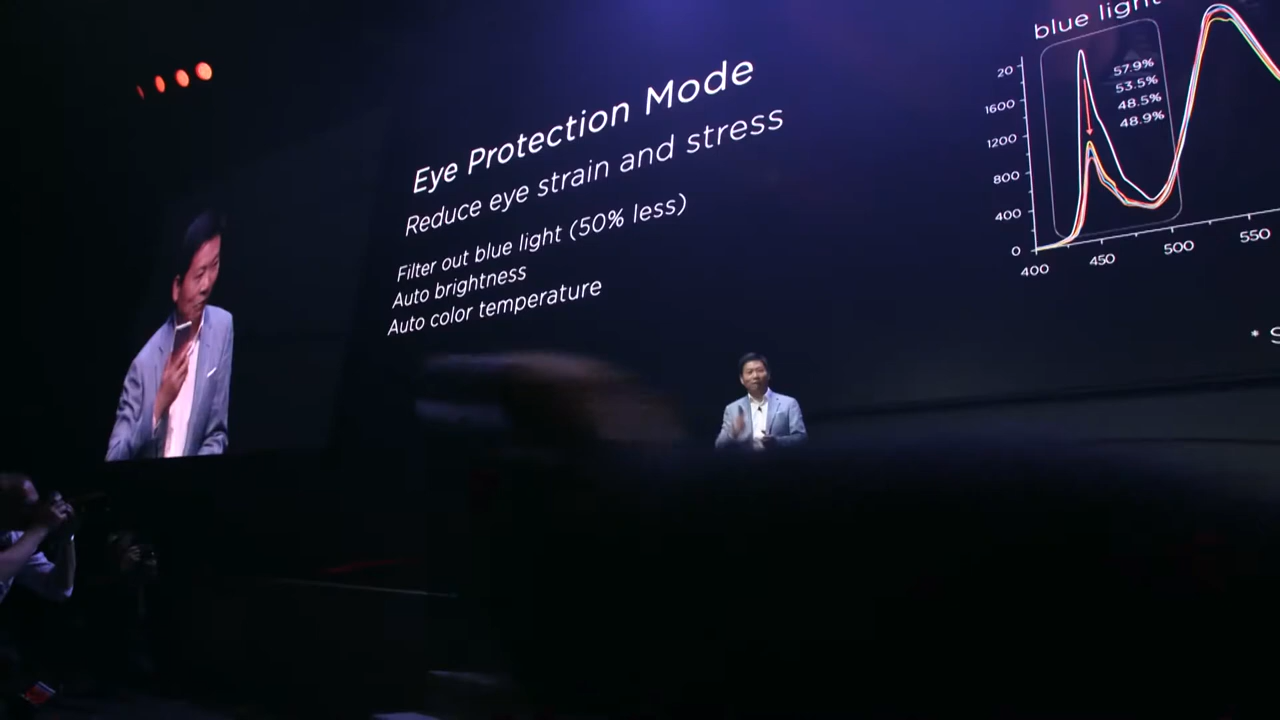 Eye Protection Mode
Reduce eye strain and stress
Filter out blue light (50% less)
Auto brightness
Auto color temperature
blue light
57.9%
53.5%
48.5%
48.9%
20
1600
1200
800
400
0
400
450
500
550
*